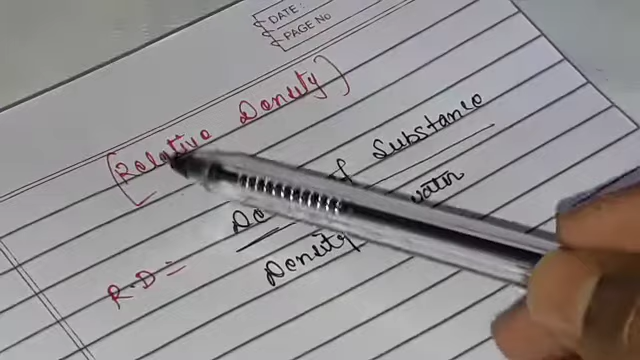 DATE:
PAGE No
(Relative Density)
R.D = Substance
Density water